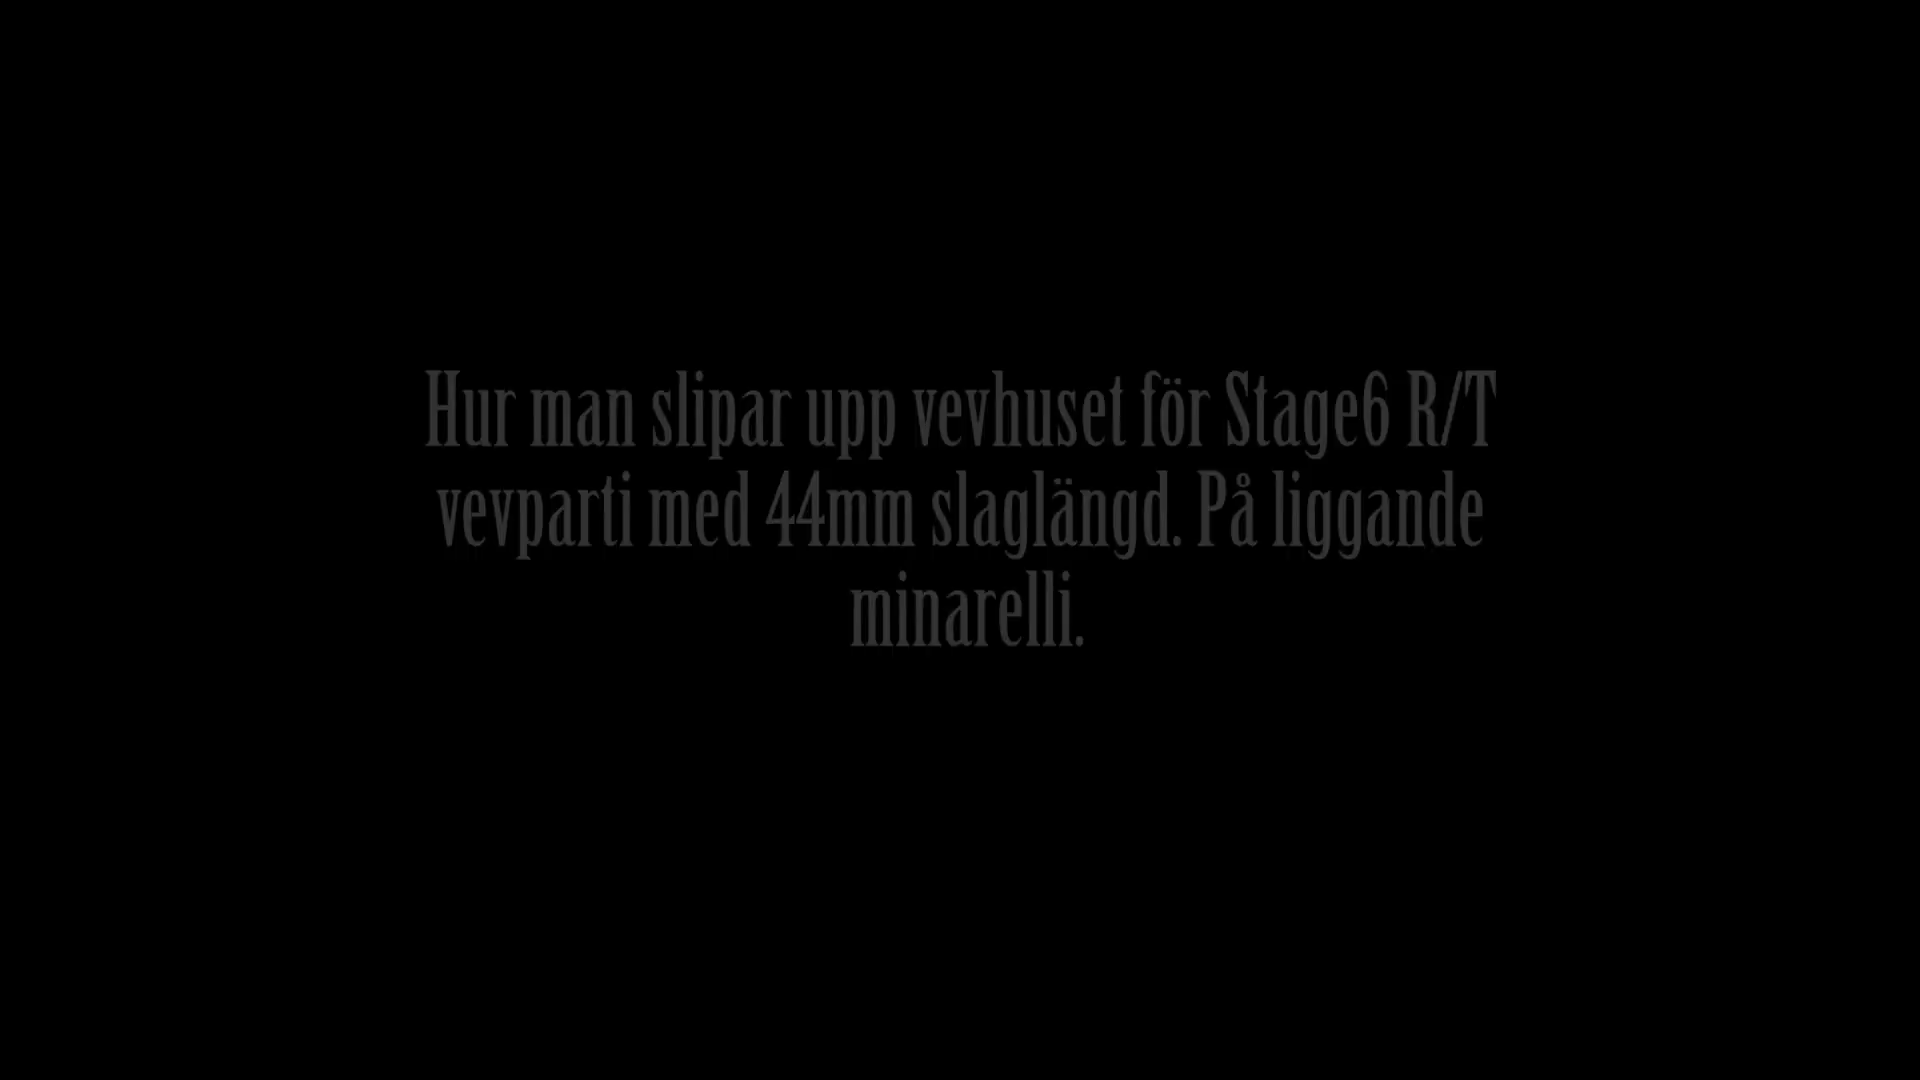 Hur man slipar upp vevhuset för Stage6 R/T
vevparti med 44mm slaglängd. På liggande
minarelli.